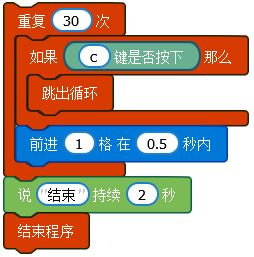 重复 30 次
如果 c 键是否按下 那么
跳出循环
前进 1 格 在 0.5 秒内
说 "结束" 持续 2 秒
结束程序